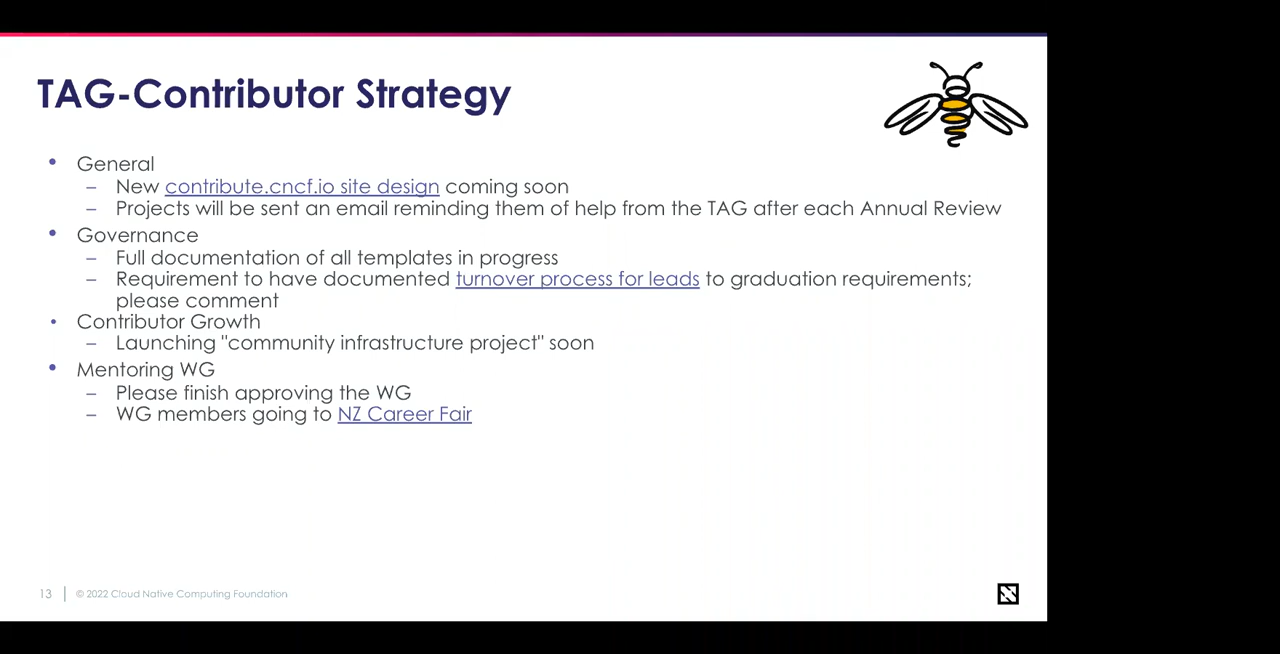 TAG-Contributor Strategy
• General
– New contribute.cncf.io site design coming soon
– Projects will be sent an email reminding them of help from the TAG after each Annual Review
• Governance
– Full documentation of all templates in progress
– Requirement to have documented turnover process for leads to graduation requirements;
please comment
• Contributor Growth
– Launching "community infrastructure project" soon
• Mentoring WG
– Please finish approving the WG
– WG members going to NZ Career Fair
13 | © 2022 Cloud Native Computing Foundation